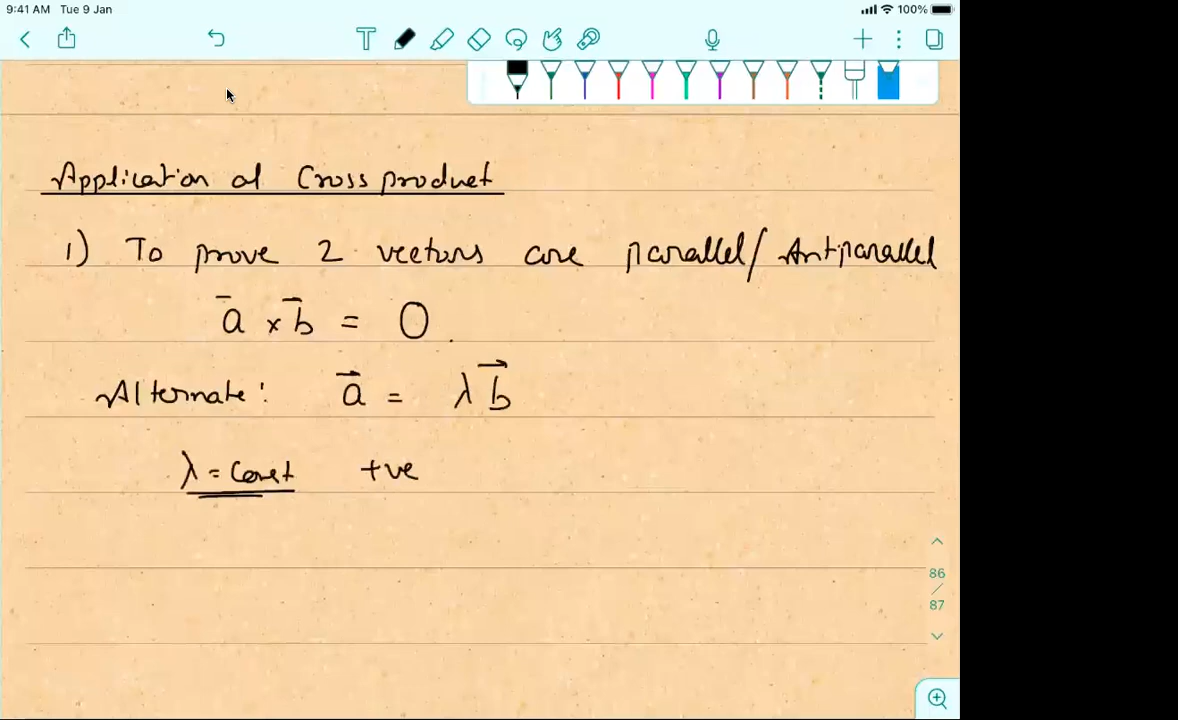 9:41 AM Tue 9 Jan 100%
Application of Cross product
1) To prove 2 vectors are parallel/Antiparallel
a̅ × b̅ = 0.
Alternate: a⃗ = λb⃗
λ = const +ve
86
/
87